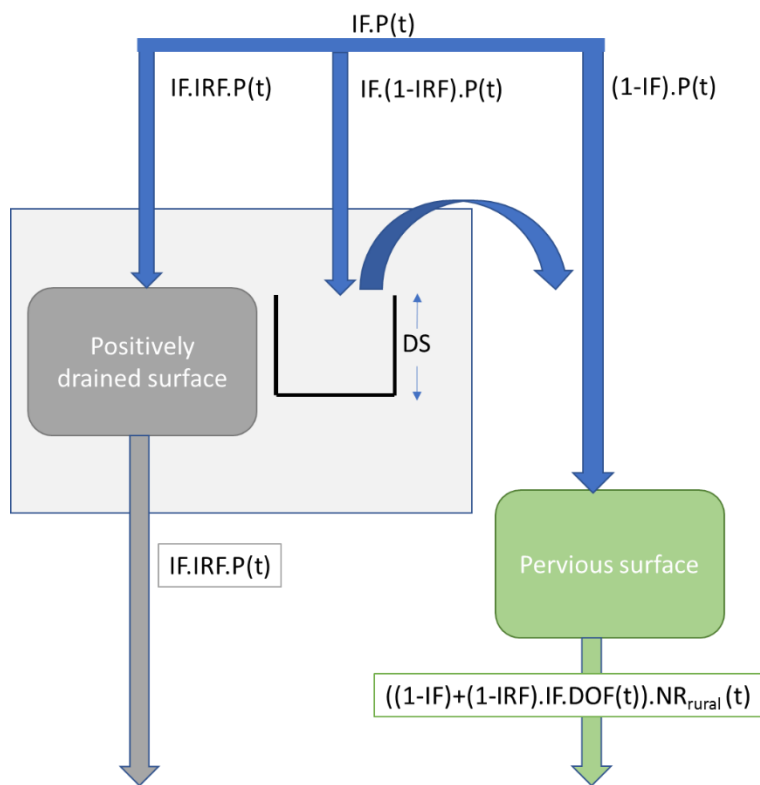 IF.P(t)
IF.IRF.P(t)
IF.(1-IRF).P(t)
(1-IF).P(t)
Positively
drained surface
DS
IF.IRF.P(t)
Pervious surface
((1-IF)+(1-IRF).IF.DOF(t)).NRrural (t)